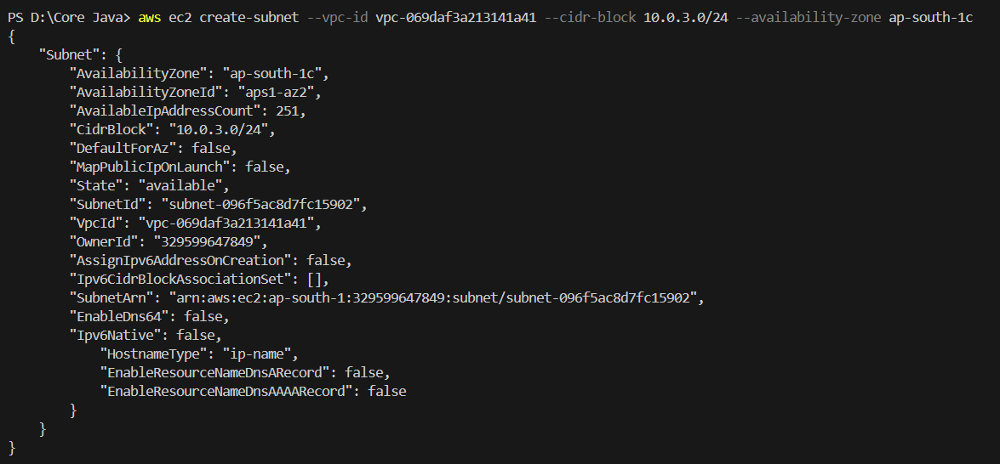 PS D:\Core Java> aws ec2 create-subnet --vpc-id vpc-069daf3a213141a41 --cidr-block 10.0.3.0/24 --availability-zone ap-south-1c
{
    "Subnet": {
        "AvailabilityZone": "ap-south-1c",
        "AvailabilityZoneId": "aps1-az2",
        "AvailableIpAddressCount": 251,
        "CidrBlock": "10.0.3.0/24",
        "DefaultForAz": false,
        "MapPublicIpOnLaunch": false,
        "State": "available",
        "SubnetId": "subnet-096f5ac8d7fc15902",
        "VpcId": "vpc-069daf3a213141a41",
        "OwnerId": "329599647849",
        "AssignIpv6AddressOnCreation": false,
        "Ipv6CidrBlockAssociationSet": [],
        "SubnetArn": "arn:aws:ec2:ap-south-1:329599647849:subnet/subnet-096f5ac8d7fc15902",
        "EnableDns64": false,
        "Ipv6Native": false,
            "HostnameType": "ip-name",
            "EnableResourceNameDnsARecord": false,
            "EnableResourceNameDnsAAAARecord": false
        }
    }
}